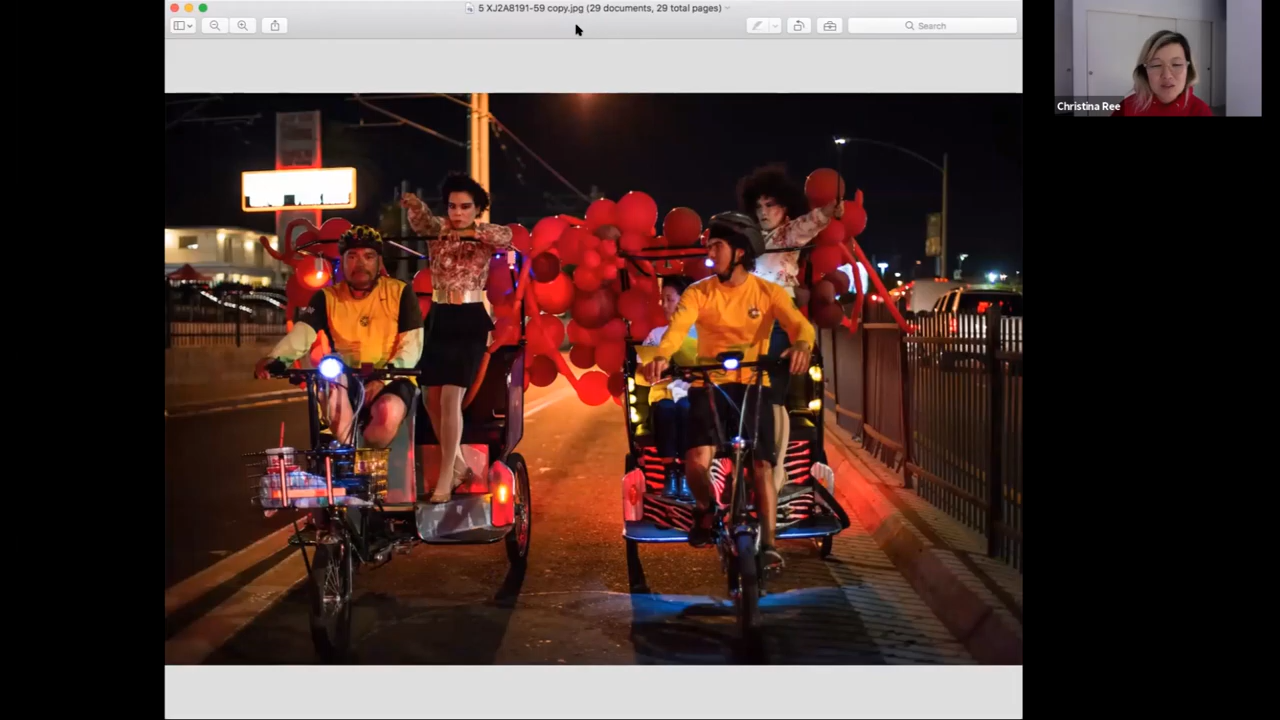 5 XJ2A8191-59 copy.jpg (29 documents, 29 total pages)
Search
Christina Ree